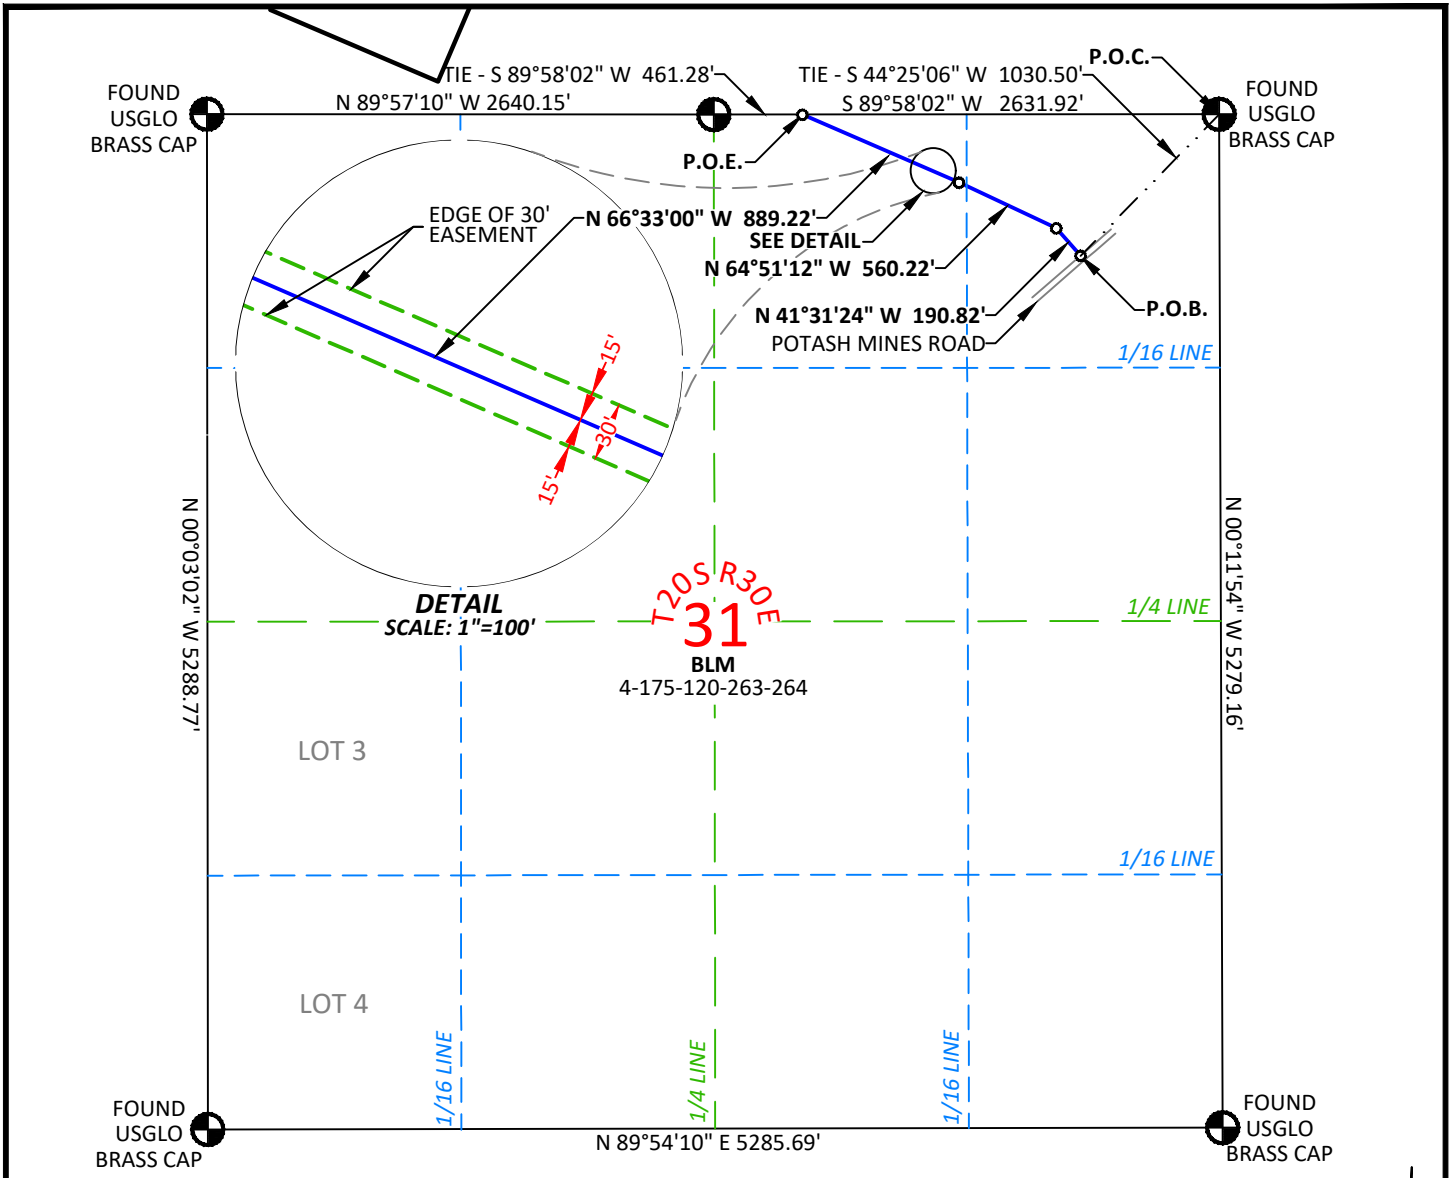 TIE - S 89°58'02" W 461.28'
TIE - S 44°25'06" W 1030.50'
P.O.C.
FOUND
USGLO
BRASS CAP
N 89°57'10" W 2640.15'
S 89°58'02" W 2631.92'
FOUND
USGLO
BRASS CAP
P.O.E.
EDGE OF 30'
EASEMENT
N 66°33'00" W 889.22'
SEE DETAIL
N 64°51'12" W 560.22'
N 41°31'24" W 190.82'
P.O.B.
POTASH MINES ROAD
1/16 LINE
15'
30'
15'
N 00°03'02" W 5288.77'
N 00°11'54" W 5279.16'
DETAIL
SCALE: 1"=100'
T20S R30E
31
BLM
4-175-120-263-264
1/4 LINE
LOT 3
1/16 LINE
LOT 4
1/16 LINE
1/4 LINE
1/16 LINE
FOUND
USGLO
BRASS CAP
N 89°54'10" E 5285.69'
FOUND
USGLO
BRASS CAP